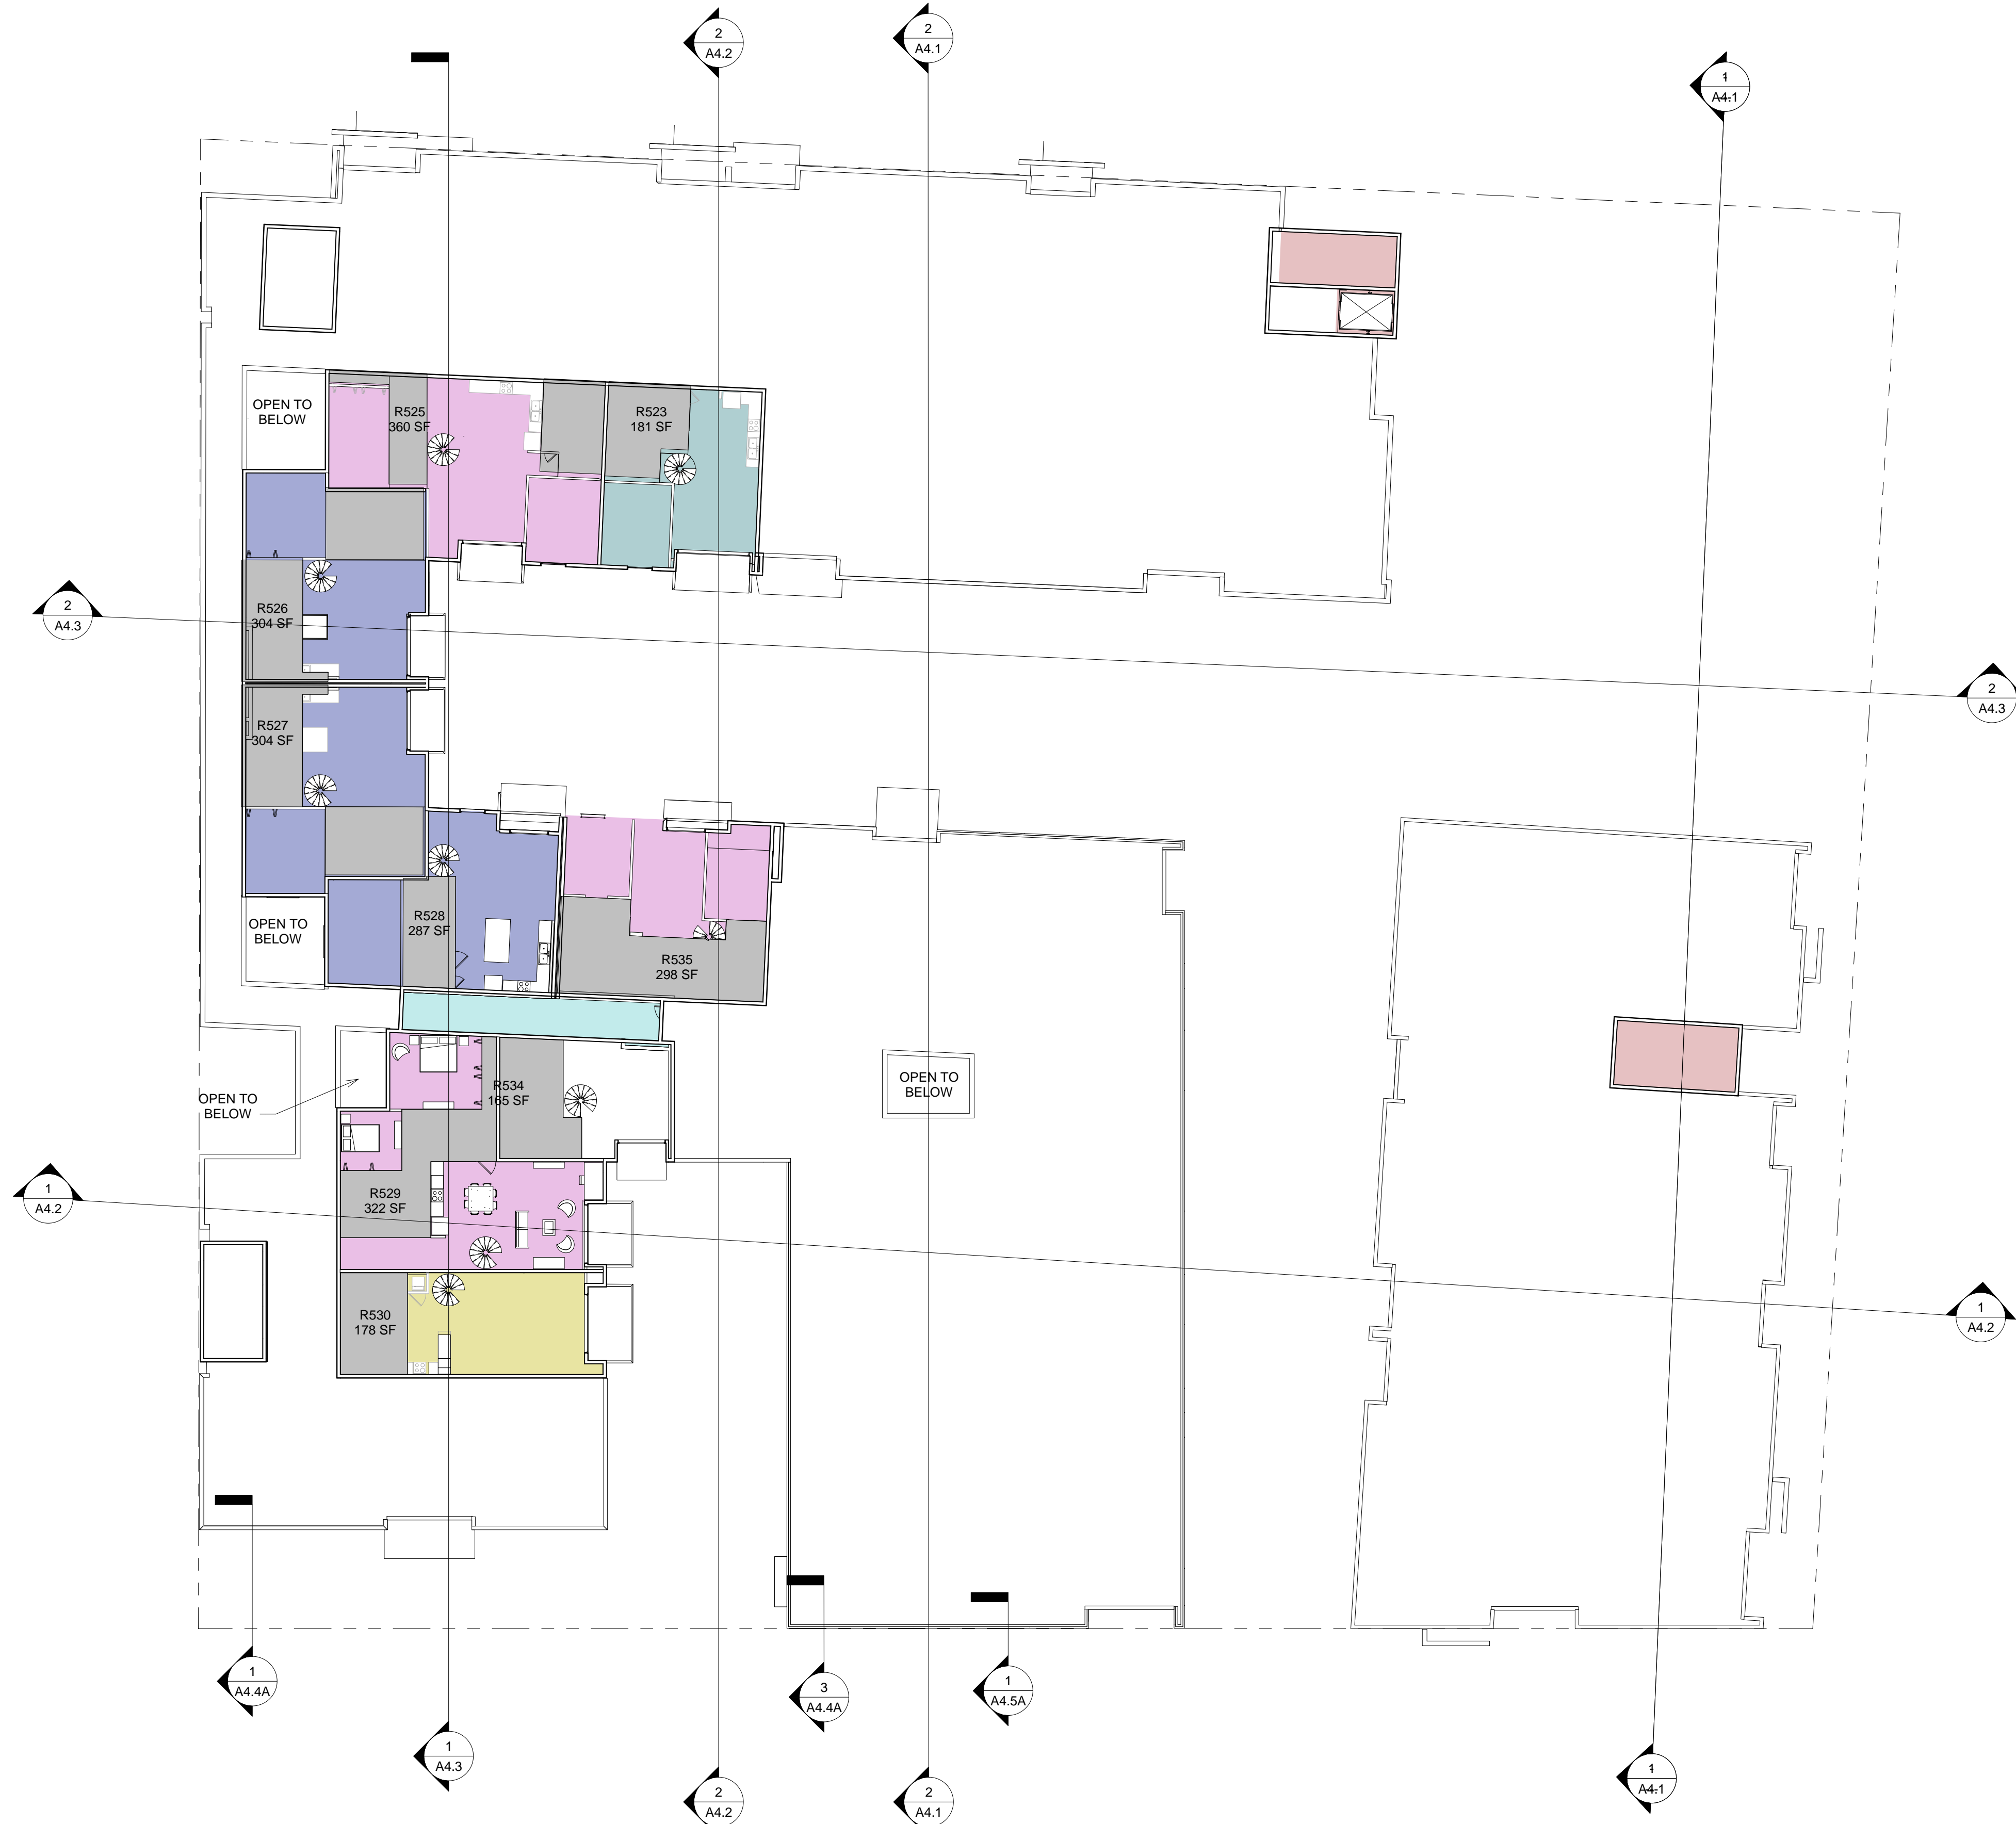 2
A4.2
2
A4.1
1
A4.1
OPEN TO
BELOW
R525
360 SF
R523
181 SF
2
A4.3
R526
304 SF
2
A4.3
R527
304 SF
R528
287 SF
OPEN TO
BELOW
R535
298 SF
OPEN TO
BELOW
OPEN TO
BELOW
R534
165 SF
1
A4.2
R529
322 SF
1
A4.2
R530
178 SF
1
A4.4A
3
A4.4A
1
A4.5A
1
A4.3
2
A4.2
2
A4.1
1
A4.1